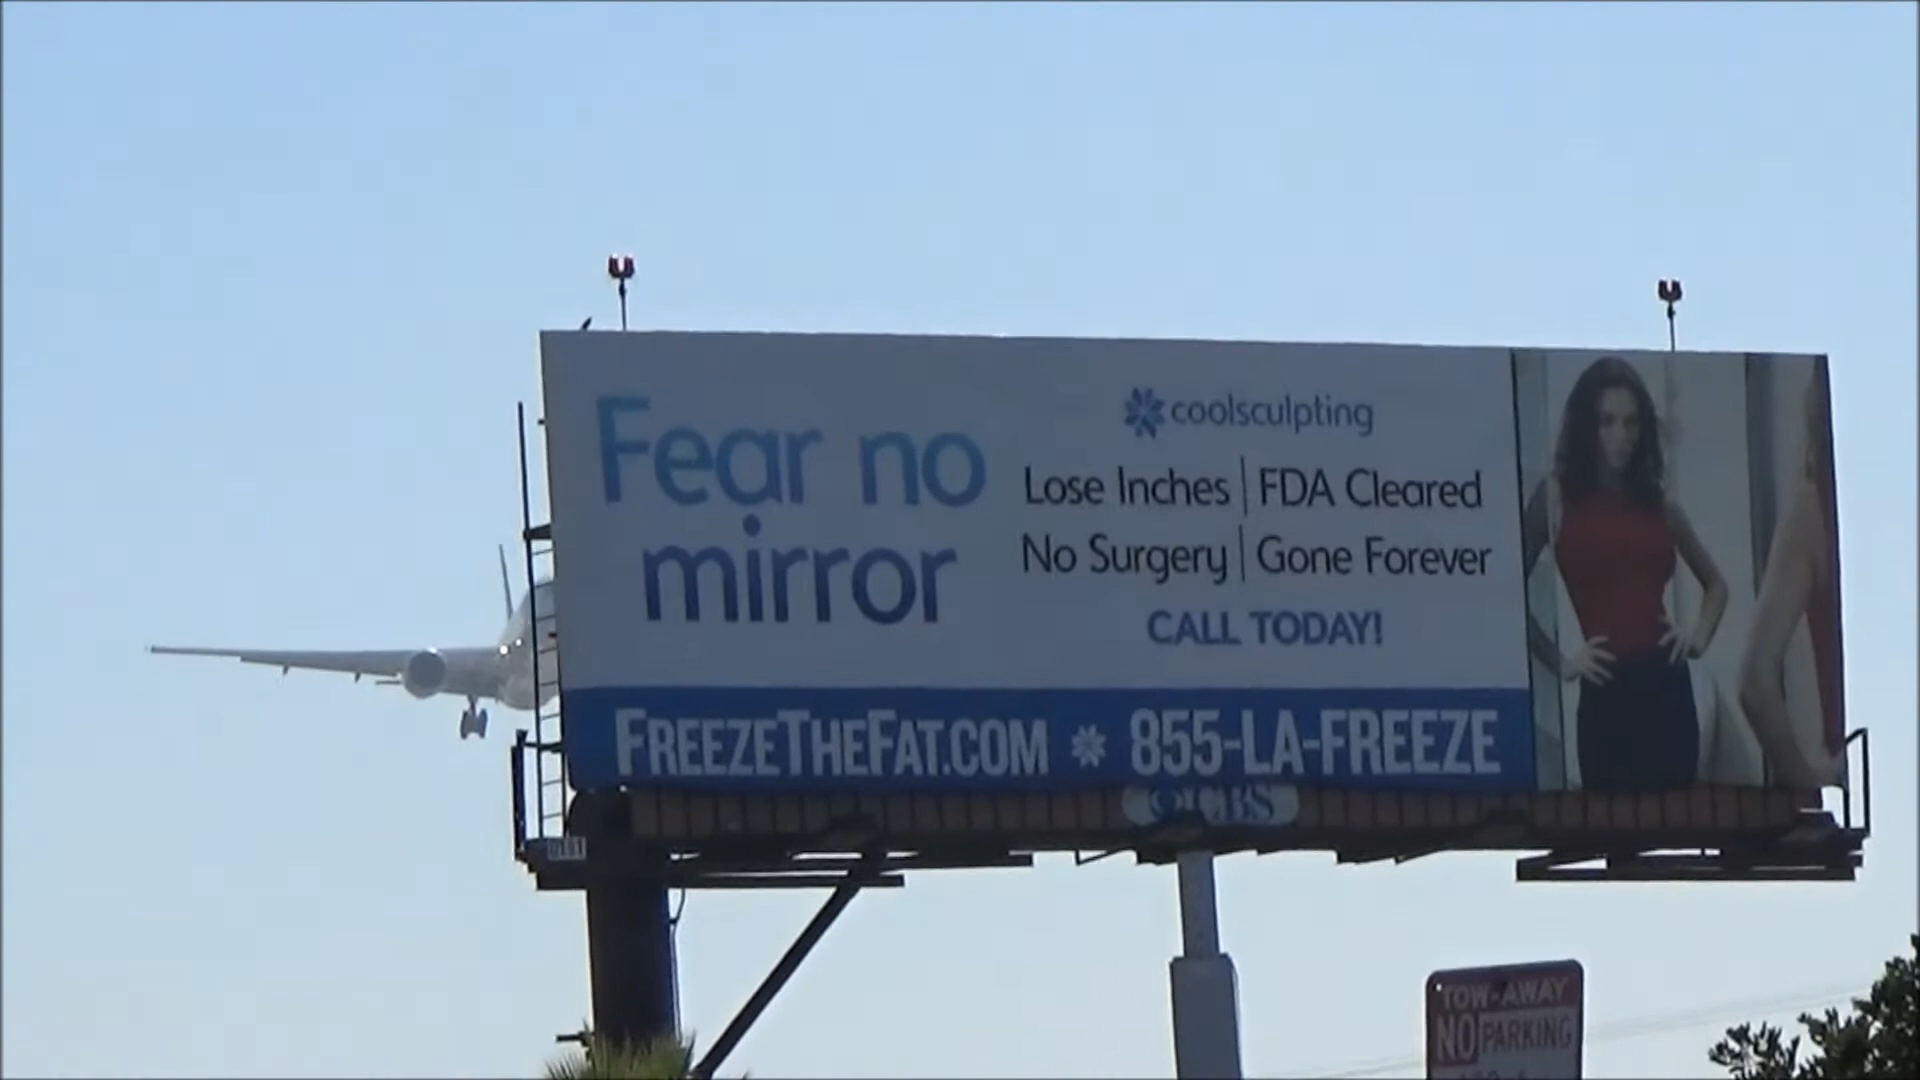 Fear no
mirror
coolsculpting
Lose Inches | FDA Cleared
No Surgery | Gone Forever
CALL TODAY!
FREEZETHEFAT.COM * 855-LA-FREEZE
CBS
TOW-AWAY
NO PARKING